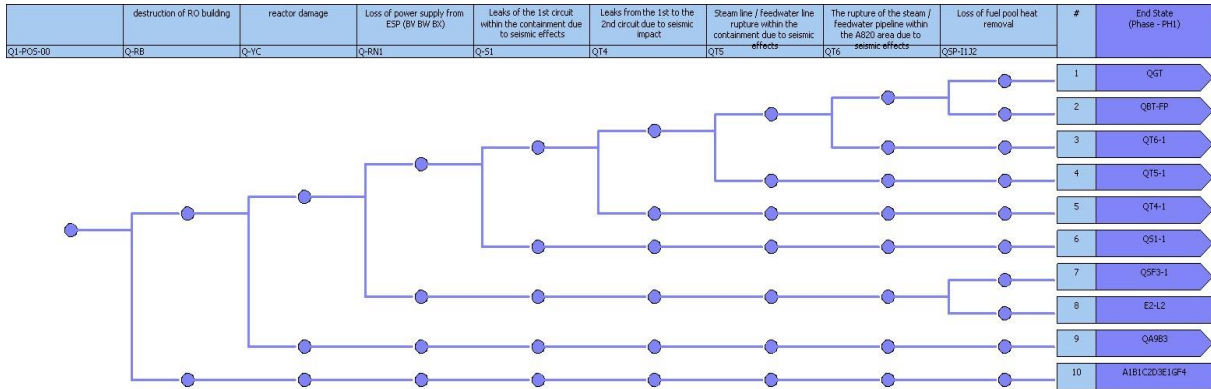 destruction of RO building
reactor damage
Loss of power supply from
ESP (BV BW BX)
Leaks of the 1st circuit
within the containment due
to seismic effects
Leaks from the 1st to the
2nd circuit due to seismic
impact
Steam line / feedwater line
rupture within the
containment due to seismic
effects
The rupture of the steam /
feedwater pipeline within
the A820 area due to
seismic effects
Loss of fuel pool heat
removal
#
End State
(Phase - PH1)
Q1-POS-00
Q-RB
Q-YC
Q-RN1
Q-S1
QT4
QT5
QT6
QSP-I1J2
1
QGT
2
QBT-FP
3
QT6-1
4
QT5-1
5
QT4-1
6
QS1-1
7
QSF3-1
8
E2-L2
9
QA9B3
10
A1B1C2D3E1GF4